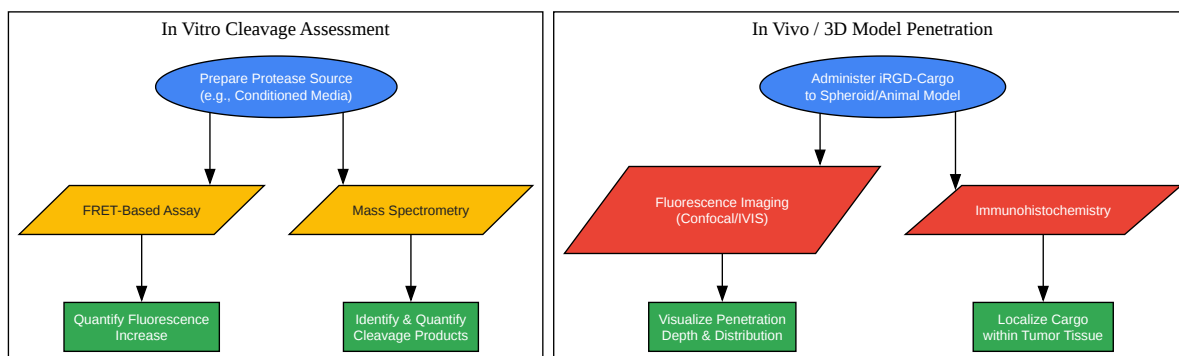 In Vitro Cleavage Assessment
Prepare Protease Source
(e.g., Conditioned Media)
FRET-Based Assay
Mass Spectrometry
Quantify Fluorescence
Increase
Identify & Quantify
Cleavage Products
In Vivo / 3D Model Penetration
Administer iRGD-Cargo
to Spheroid/Animal Model
Fluorescence Imaging
(Confocal/IVIS)
Immunohistochemistry
Visualize Penetration
Depth & Distribution
Localize Cargo
within Tumor Tissue